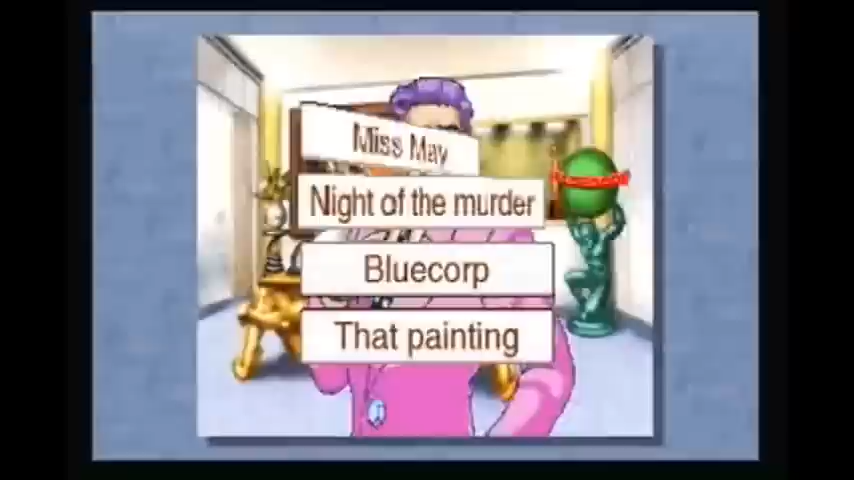 Miss May
Night of the murder
Bluecorp
That painting